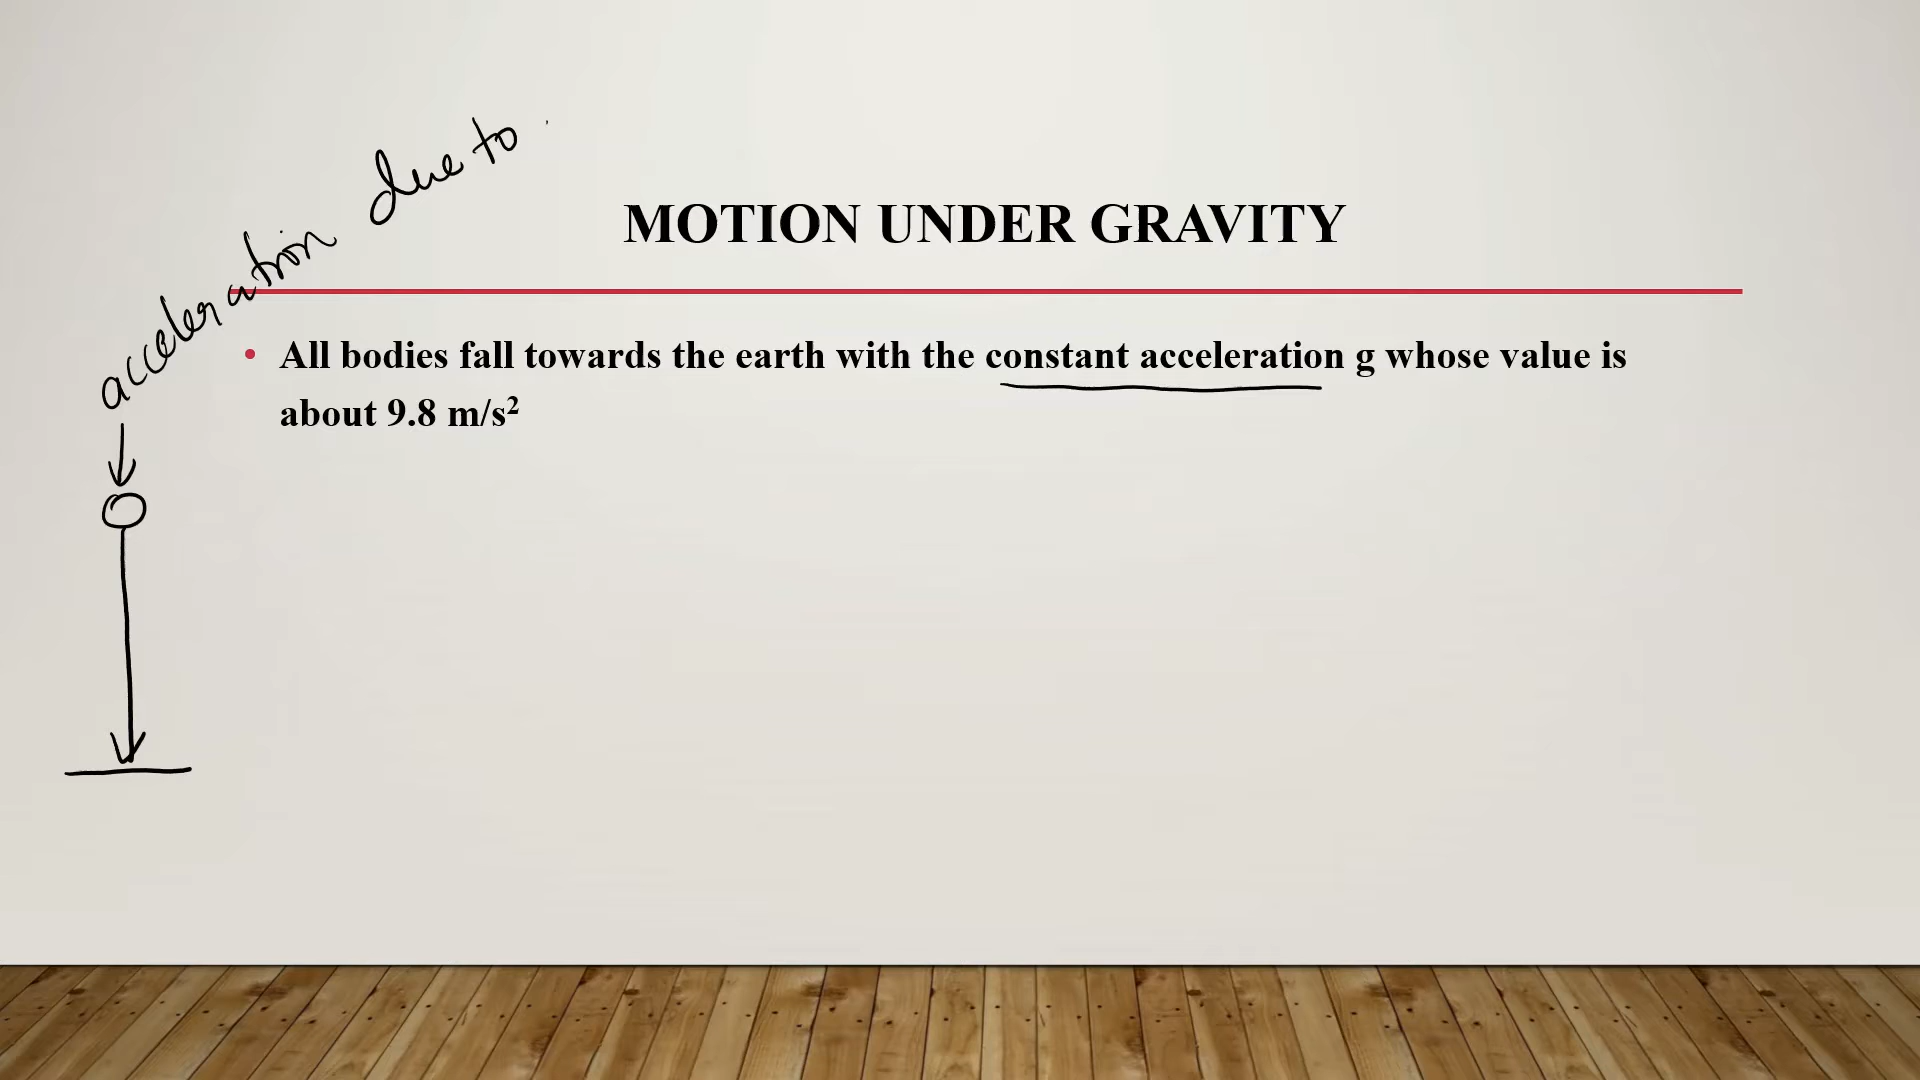 acceleration due to
MOTION UNDER GRAVITY
• All bodies fall towards the earth with the constant acceleration g whose value is
about 9.8 m/s²